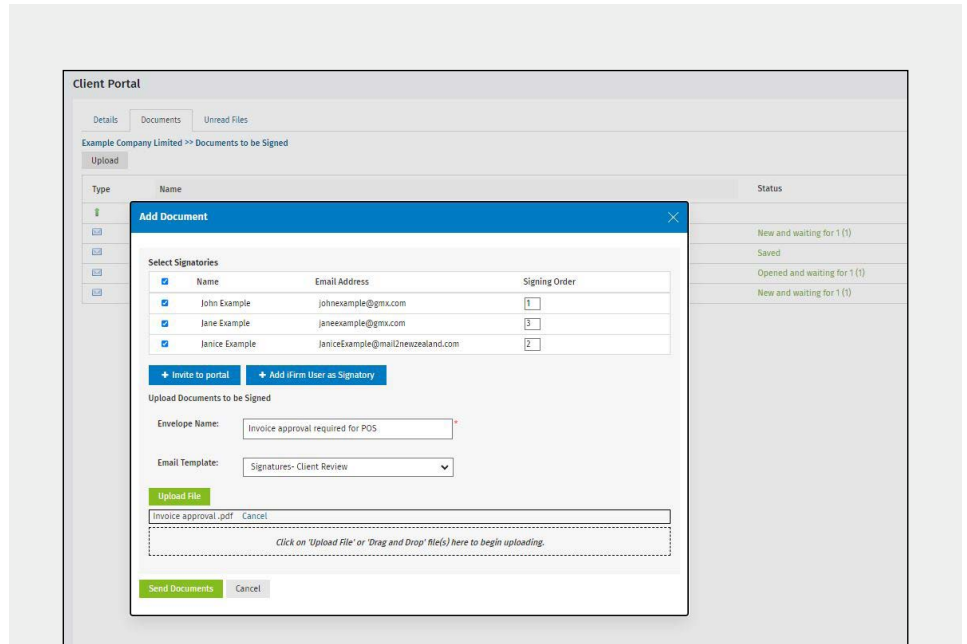 Client Portal
Details Documents Unread Files
Example Company Limited >> Documents to be Signed
Upload
Type Name Status
New and waiting for 1 (1)
Saved
Opened and waiting for 1 (1)
New and waiting for 1 (1)
Add Document
Select Signatories
Name Email Address Signing Order
John Example johnexample@gmx.com 1
Jane Example janeexample@gmx.com 3
Janice Example JaniceExample@mail2newzealand.com 2
+ Invite to portal + Add iFirm User as Signatory
Upload Documents to be Signed
Envelope Name: Invoice approval required for POS *
Email Template: Signatures- Client Review
Upload File
Invoice approval .pdf Cancel
Click on 'Upload File' or 'Drag and Drop' file(s) here to begin uploading.
Send Documents Cancel